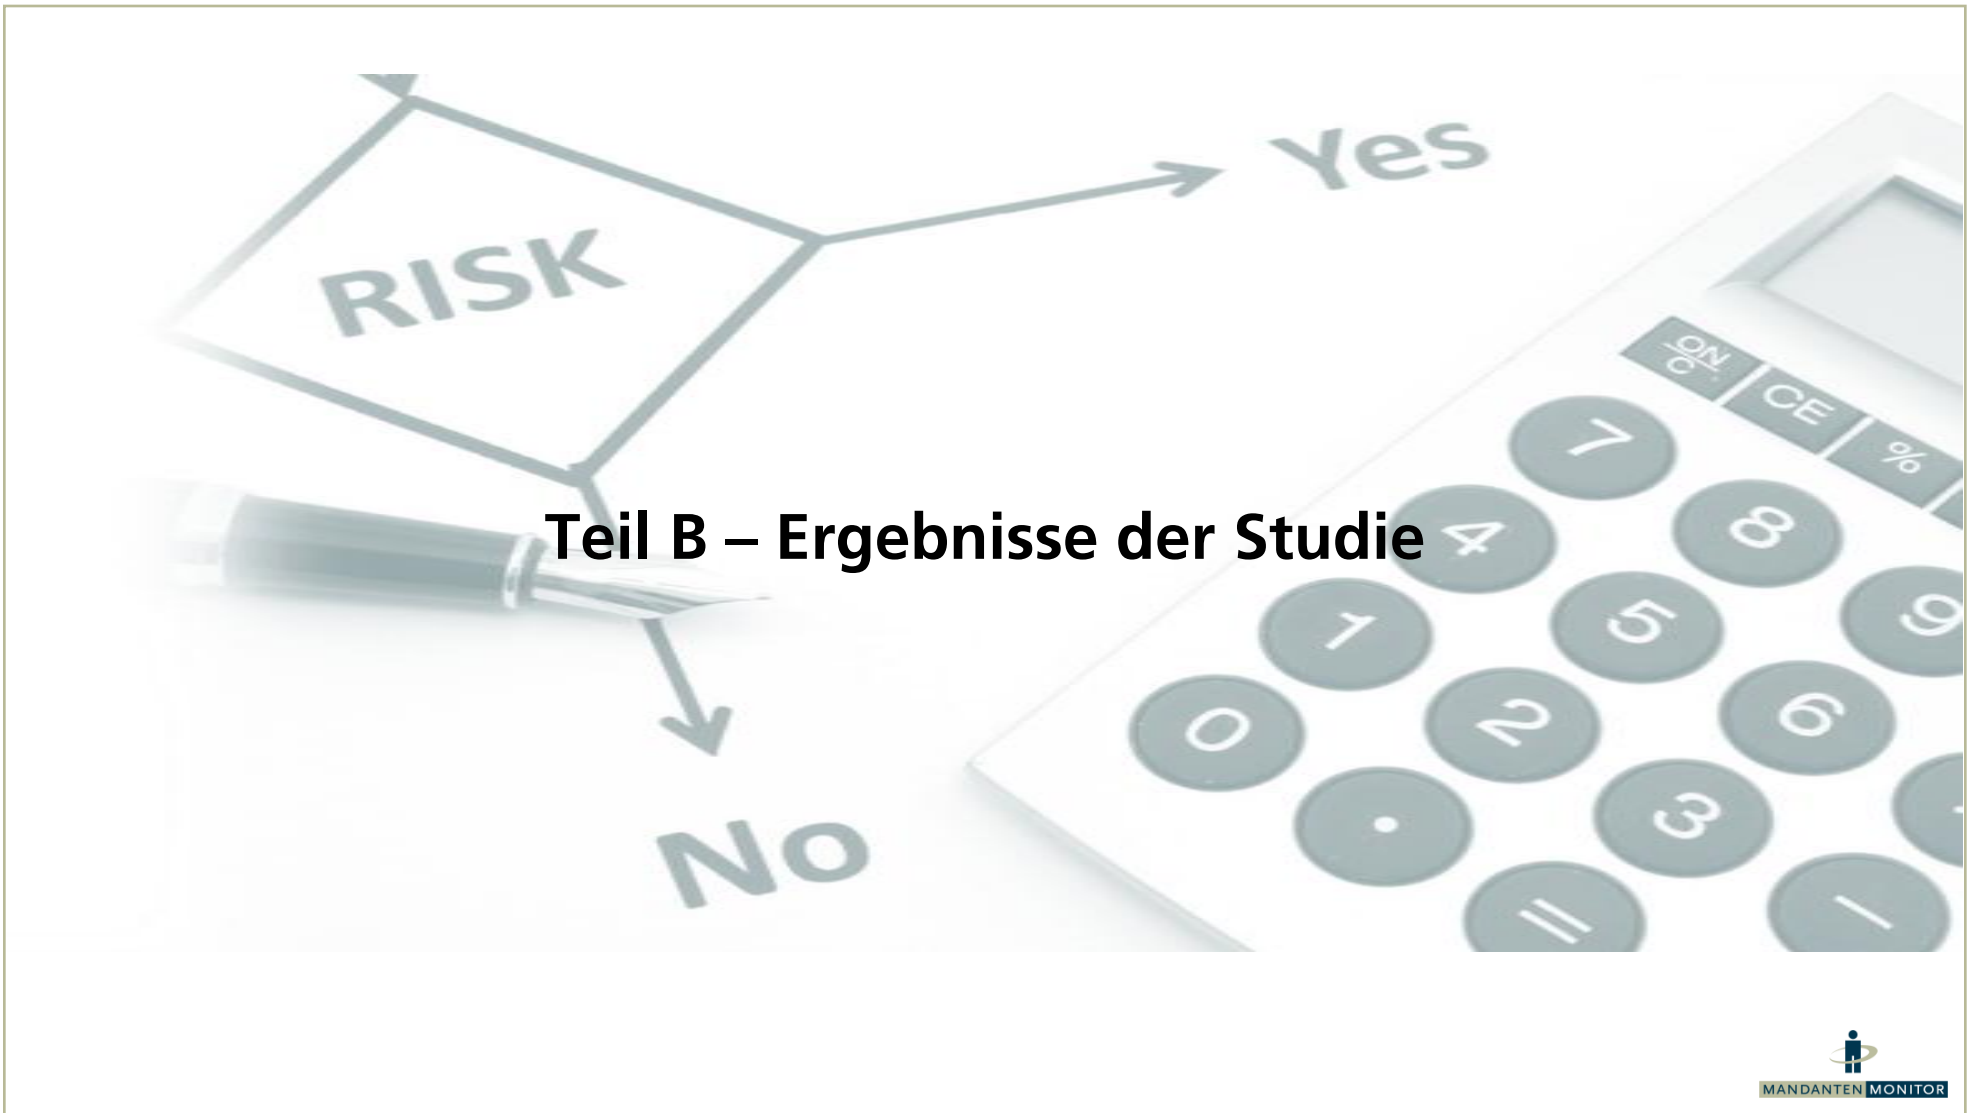 Yes
RISK
ON
C
CE
%
7
8
Teil B – Ergebnisse der Studie
4
9
5
1
6
2
0
3
.
No
=
–
MANDANTEN MONITOR